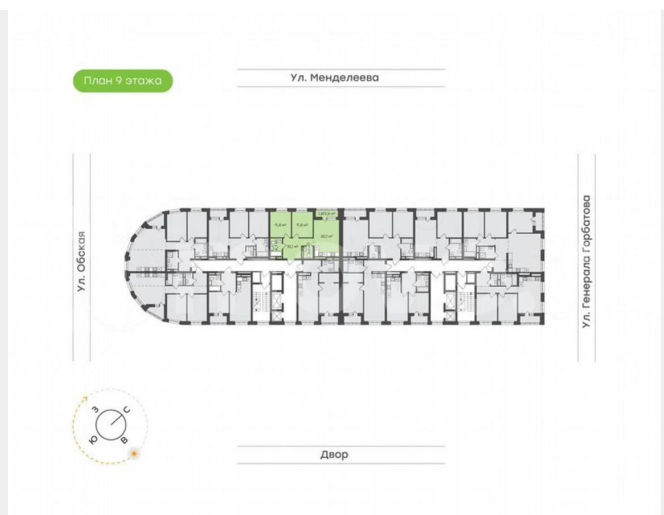 План 9 этажа
Ул. Менделеева
Ул. Обская
Ул. Генерала Горбатова
З
С
Ю
В
Двор